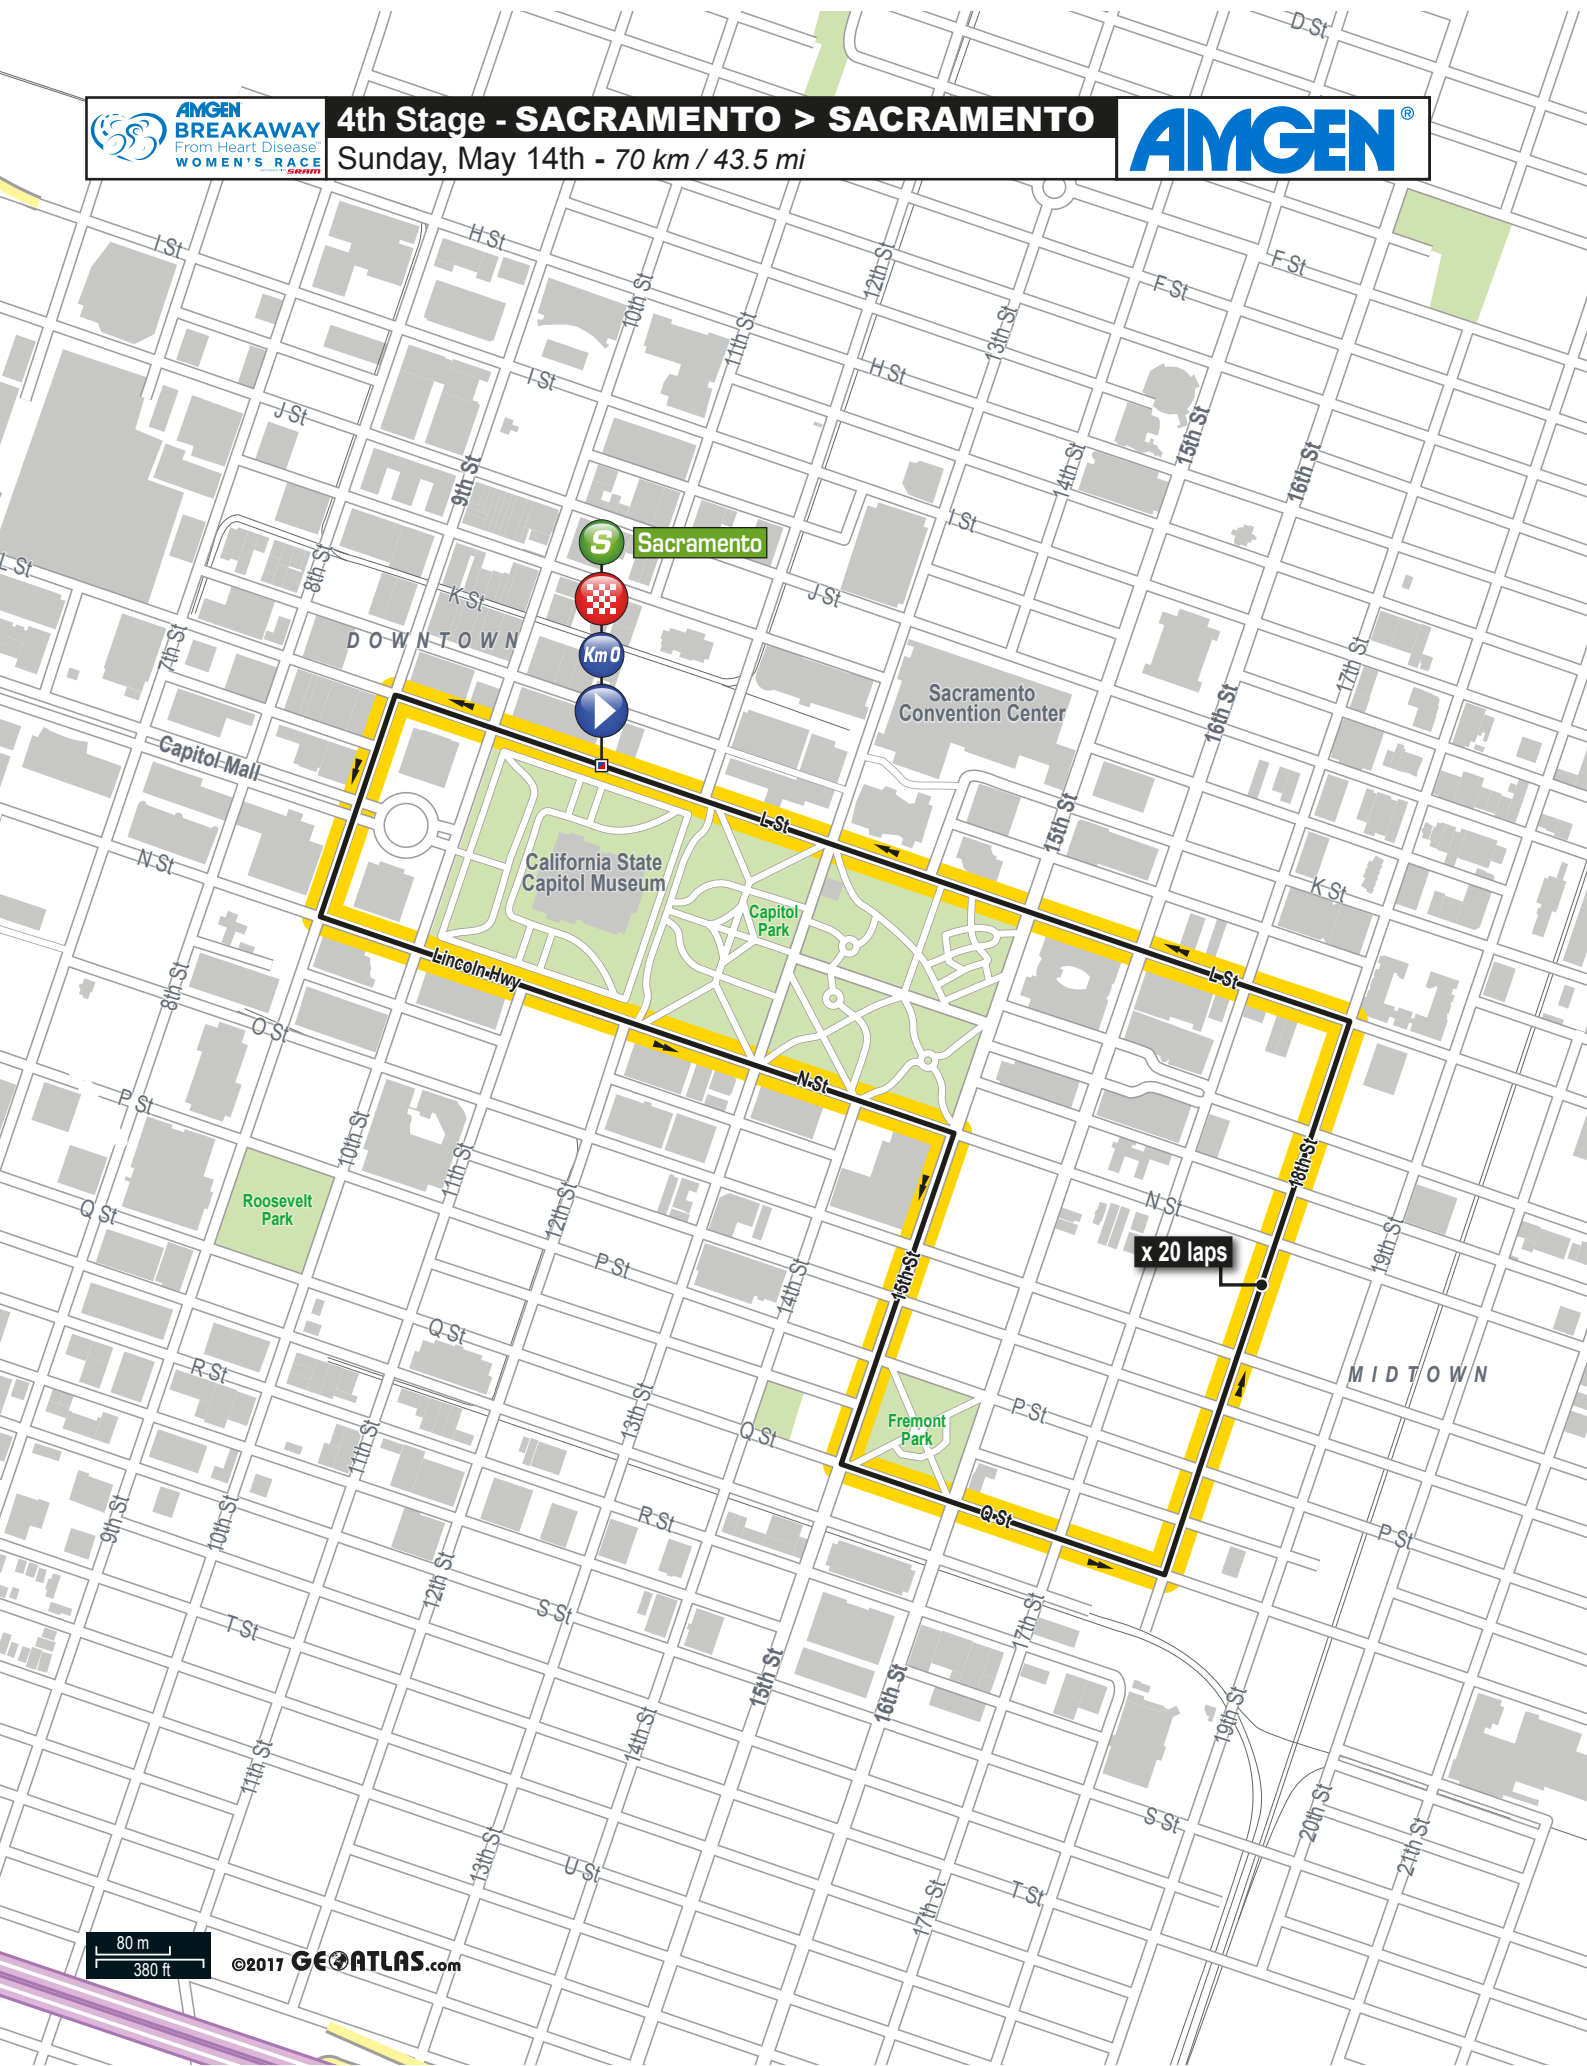 D St
AMGEN
BREAKAWAY
From Heart Disease™
WOMEN'S RACE
SRAM
4th Stage - SACRAMENTO > SACRAMENTO
Sunday, May 14th - 70 km / 43.5 mi
AMGEN®
I St
H St
12th St
F St
F St
10th St
11th St
13th St
H St
I St
J St
15th St
14th St
16th St
9th St
I St
S
Sacramento
L St
8th St
K St
J St
Km 0
DOWNTOWN
7th St
17th St
Sacramento
Convention Center
16th St
Capitol Mall
L St
15th St
N St
California State
Capitol Museum
K St
Capitol
Park
8th St
Lincoln Hwy
L St
O St
N St
P St
10th St
11th St
18th St
Roosevelt
Park
Q St
12th St
N St
19th St
x 20 laps
P St
14th St
15th St
Q St
R St
MIDTOWN
13th St
P St
Fremont
Park
Q St
11th St
9th St
10th St
R St
Q St
P St
12th St
S St
T St
17th St
15th St
16th St
14th St
19th St
11th St
20th St
S St
21th St
13th St
U St
T St
17th St
80 m
380 ft
©2017 GEOATLAS.com